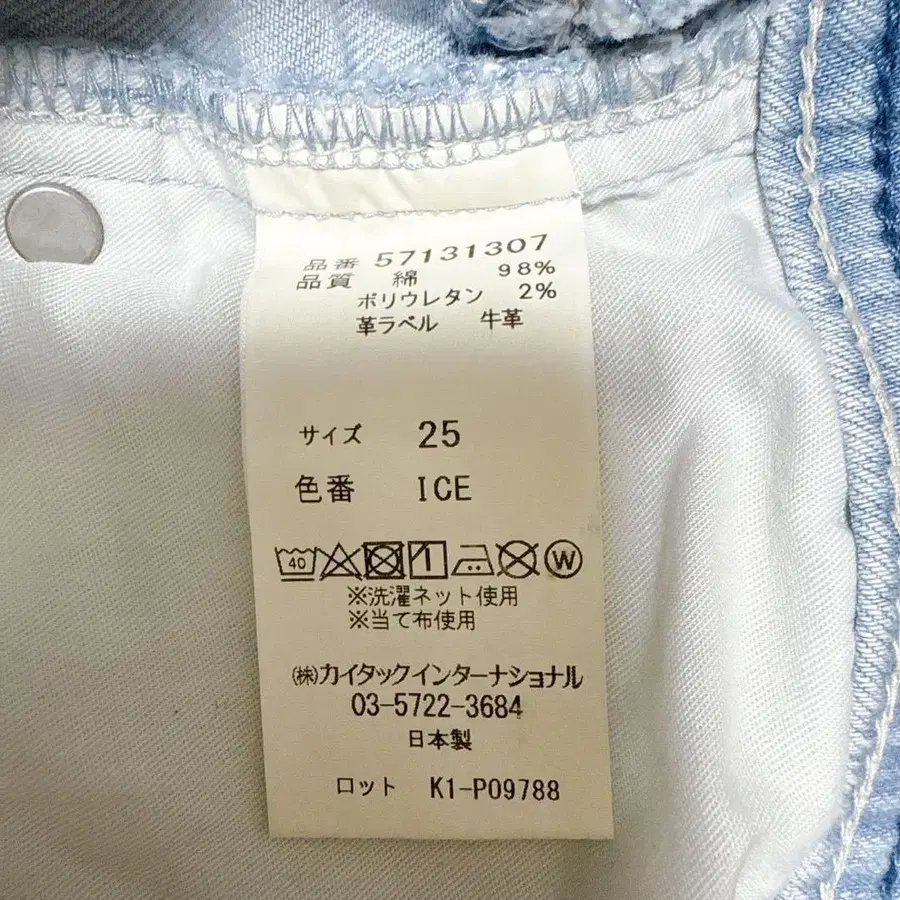 品番 57131307
品質 綿 98%
ポリウレタン 2%
革ラベル 牛革
サイズ 25
色番 ICE
40 W
※洗濯ネット使用
※当て布使用
㈱カイタックインターナショナル
03-5722-3684
日本製
ロット K1-P09788